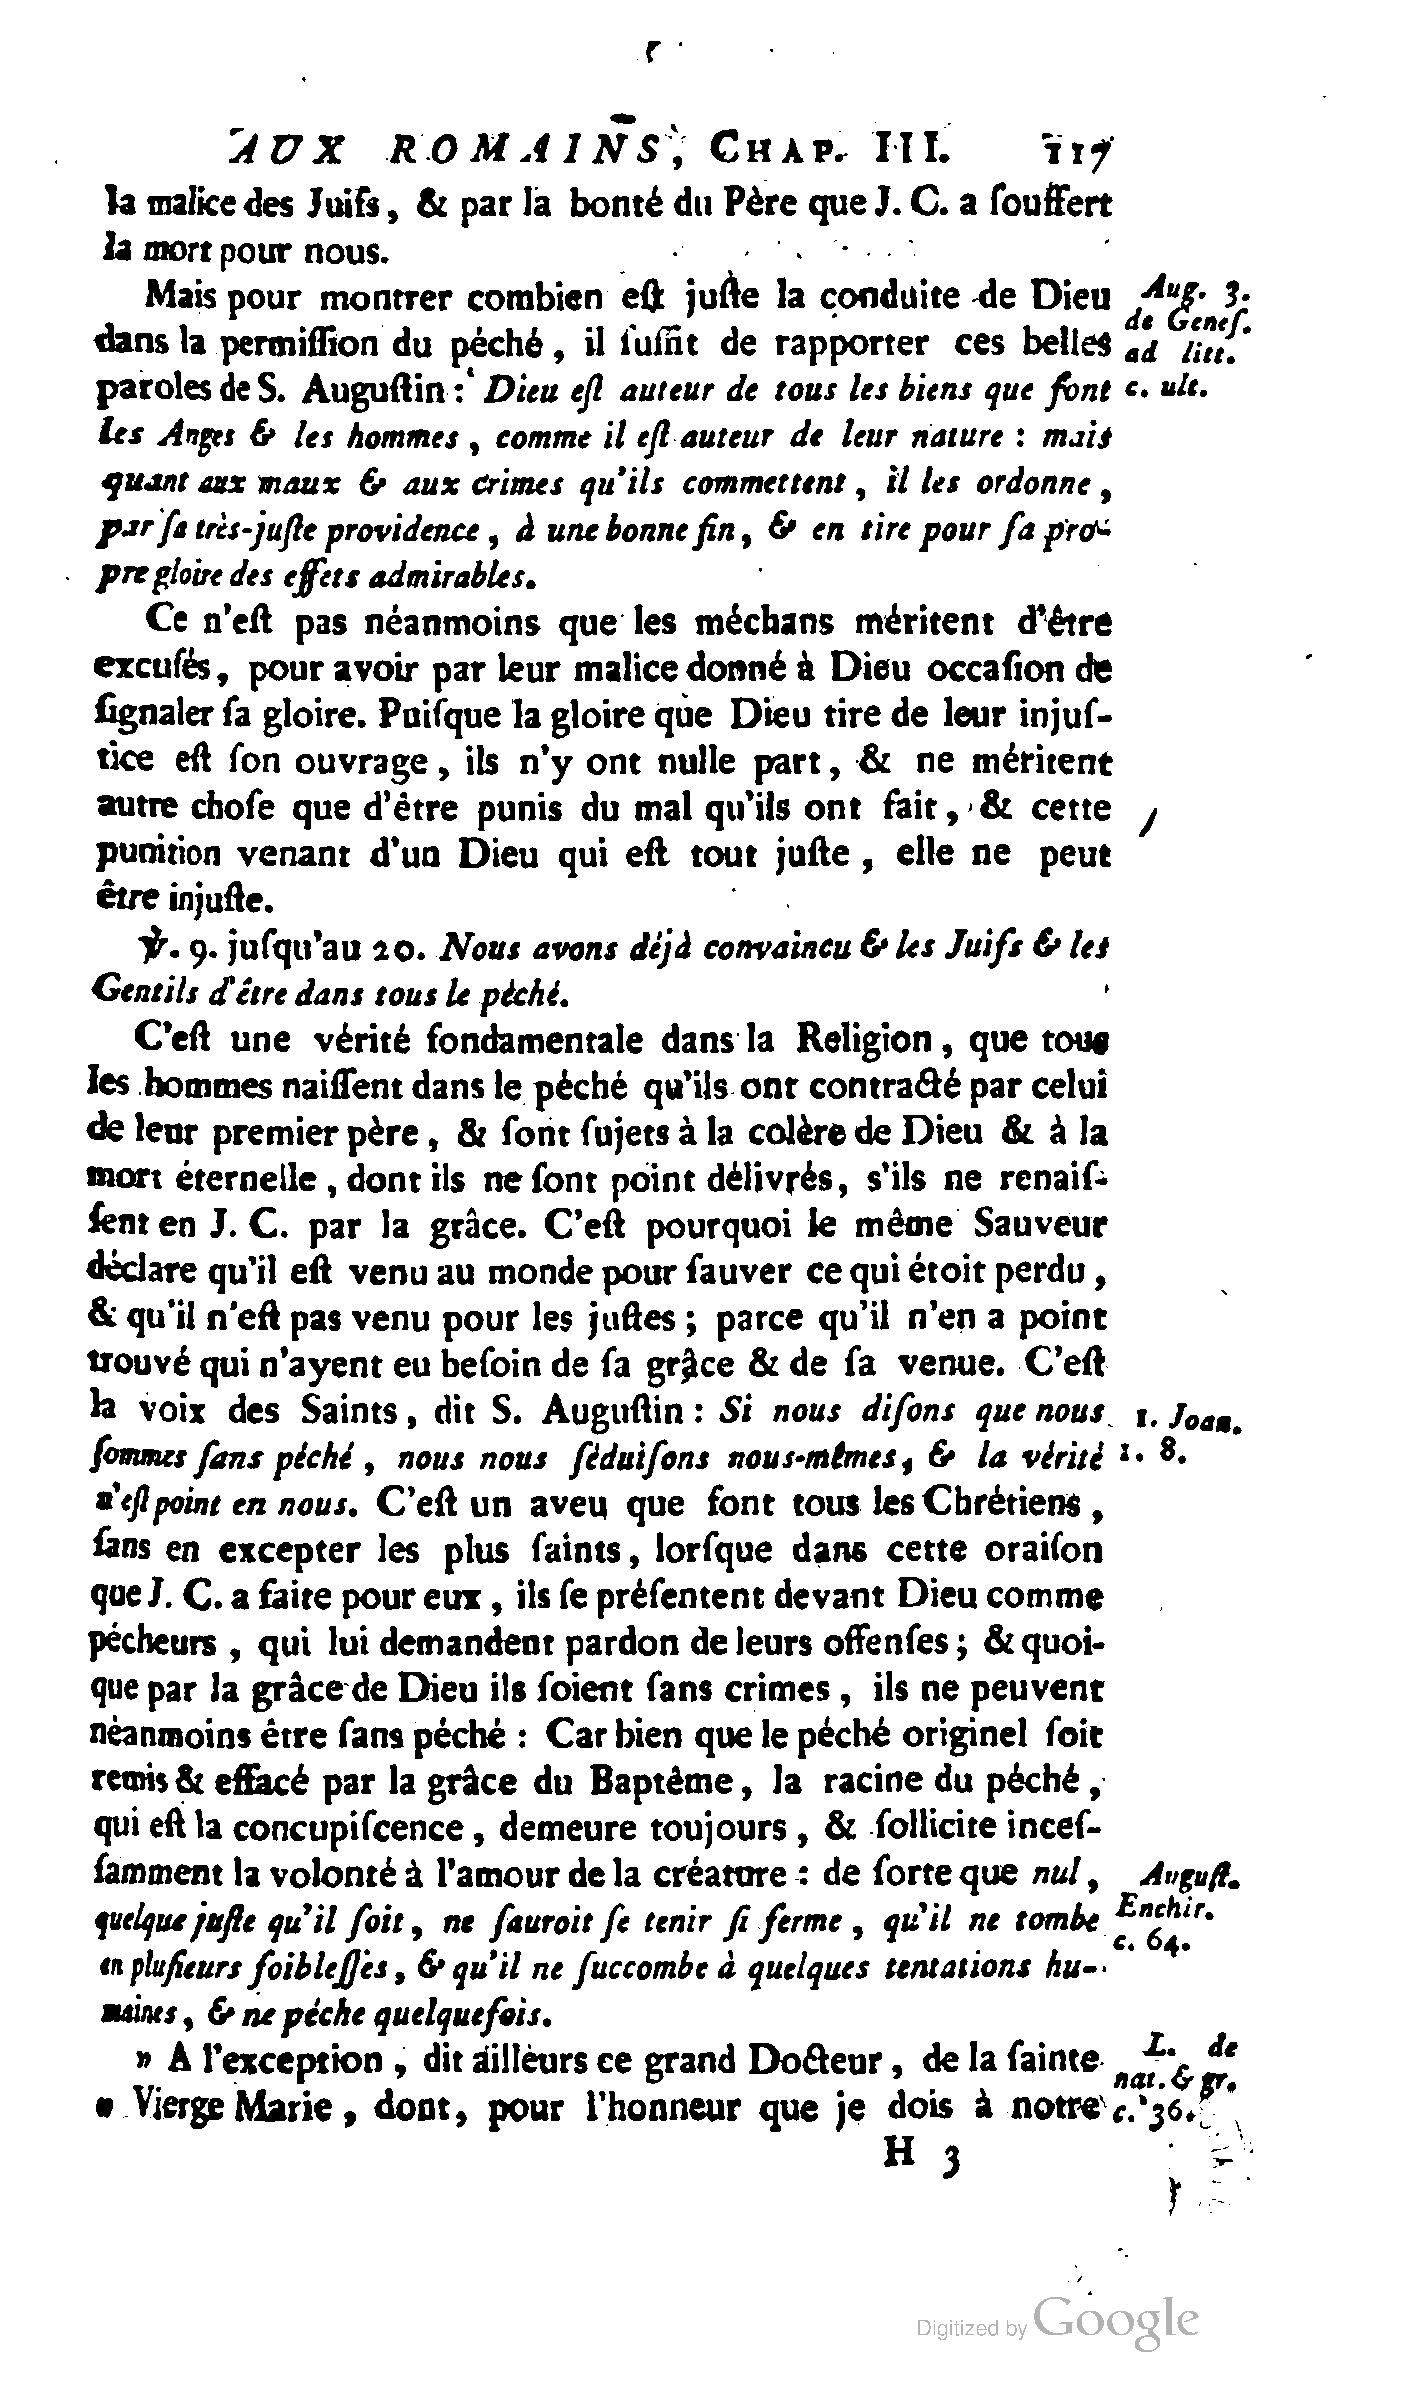 AUX ROMAINS, CHAP. III. 117
la malice des Juifs, & par la bonté du Père que J. C. a ſouffert
la mort pour nous.
Mais pour montrer combien eſt juſte la conduite de Dieu
dans la permiſſion du péché, il ſuffit de rapporter ces belles
paroles de S. Auguſtin : Dieu eſt auteur de tous les biens que font
les Anges & les hommes, comme il eſt auteur de leur nature : mais
quant aux maux & aux crimes qu'ils commettent, il les ordonne,
par ſa très-juſte providence, à une bonne fin, & en tire pour ſa pro-
pre gloire des effets admirables.
Aug. 3.
de Geneſ.
ad litt.
c. ult.
Ce n'eſt pas néanmoins que les méchans méritent d'être
excuſés, pour avoir par leur malice donné à Dieu occaſion de
ſignaler ſa gloire. Puiſque la gloire que Dieu tire de leur injuſ-
tice eſt ſon ouvrage, ils n'y ont nulle part, & ne méritent
autre choſe que d'être punis du mal qu'ils ont fait, & cette
punition venant d'un Dieu qui eſt tout juſte, elle ne peut
être injuſte.
℣. 9. juſqu'au 20. Nous avons déjà convaincu & les Juifs & les
Gentils d'être dans tous le péché.
C'eſt une vérité fondamentale dans la Religion, que tous
les hommes naiſſent dans le péché qu'ils ont contracté par celui
de leur premier père, & ſont ſujets à la colère de Dieu & à la
mort éternelle, dont ils ne ſont point délivrés, s'ils ne renaiſ-
ſent en J. C. par la grâce. C'eſt pourquoi le même Sauveur
déclare qu'il eſt venu au monde pour ſauver ce qui étoit perdu,
& qu'il n'eſt pas venu pour les juſtes ; parce qu'il n'en a point
trouvé qui n'ayent eu beſoin de ſa grâce & de ſa venue. C'eſt
la voix des Saints, dit S. Auguſtin : Si nous diſons que nous
ſommes ſans péché, nous nous ſéduiſons nous-mêmes, & la vérité
n'eſt point en nous. C'eſt un aveu que font tous les Chrétiens,
ſans en excepter les plus ſaints, lorſque dans cette oraiſon
que J. C. a faite pour eux, ils ſe préſentent devant Dieu comme
pécheurs, qui lui demandent pardon de leurs offenſes ; & quoi-
que par la grâce de Dieu ils ſoient ſans crimes, ils ne peuvent
néanmoins être ſans péché : Car bien que le péché originel ſoit
remis & effacé par la grâce du Baptême, la racine du péché,
qui eſt la concupiſcence, demeure toujours, & ſollicite inceſ-
ſamment la volonté à l'amour de la créature : de ſorte que nul,
quelque juſte qu'il ſoit, ne ſauroit ſe tenir ſi ferme, qu'il ne tombe
en pluſieurs foibleſſes, & qu'il ne ſuccombe à quelques tentations hu-
maines, & ne péche quelquefois.
1. Joan.
1. 8.
Auguſt.
Enchir.
c. 64.
» A l'exception, dit ailleurs ce grand Docteur, de la ſainte
» Vierge Marie, dont, pour l'honneur que je dois à notre
L. de
nat. & gr.
c. 36.
H 3
Digitized by Google